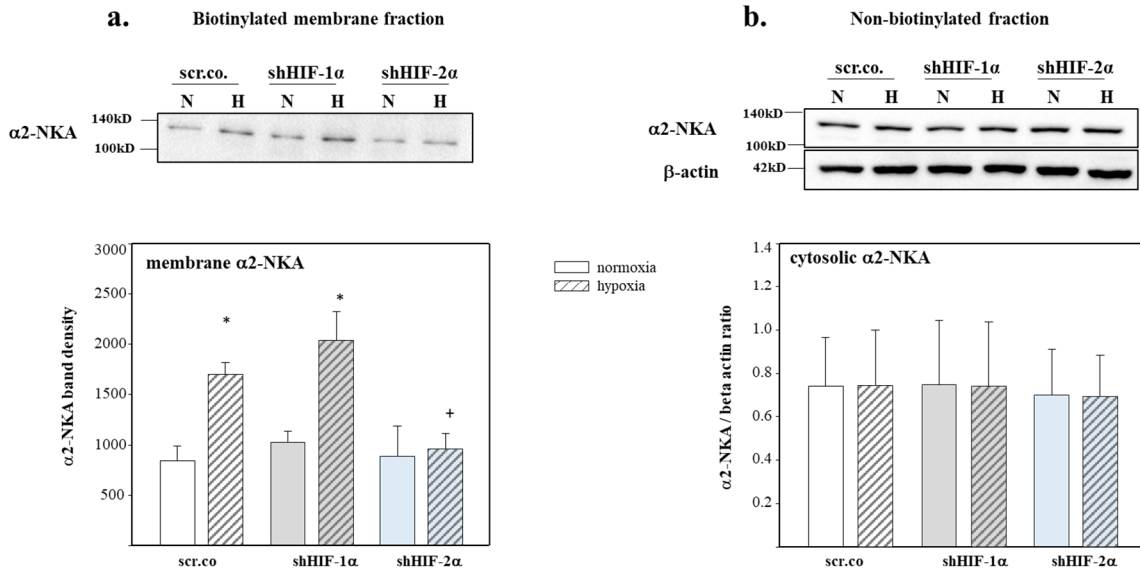 a.
Biotinylated membrane fraction
scr.co.
shHIF-1α
shHIF-2α
N H N H N H
α2-NKA
140kD
100kD
membrane α2-NKA
α2-NKA band density
3000
2500
2000
1500
1000
500
*
*
+
scr.co
shHIF-1α
shHIF-2α
normoxia
hypoxia
b.
Non-biotinylated fraction
scr.co.
shHIF-1α
shHIF-2α
N H N H N H
α2-NKA
140kD
100kD
β-actin
42kD
cytosolic α2-NKA
α2-NKA / beta actin ratio
1.4
1.2
1.0
0.8
0.6
0.4
0.2
scr.co
shHIF-1α
shHIF-2α